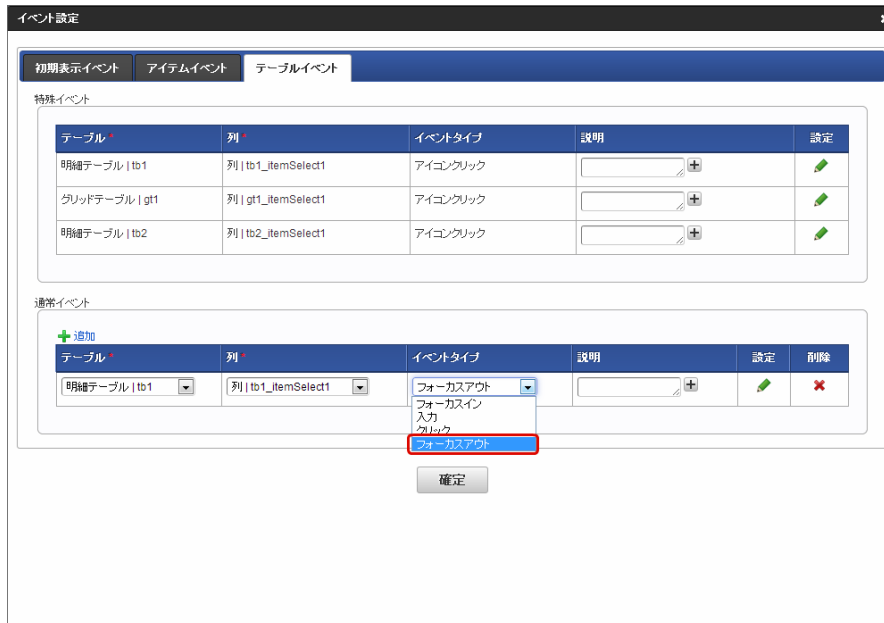 イベント設定
初期表示イベント アイテムイベント テーブルイベント
特殊イベント
テーブル * 列 * イベントタイプ 説明 設定
明細テーブル | tb1 列 | tb1_itemSelect1 アイコンクリック
グリッドテーブル | gt1 列 | gt1_itemSelect1 アイコンクリック
明細テーブル | tb2 列 | tb2_itemSelect1 アイコンクリック
通常イベント
追加
テーブル * 列 * イベントタイプ 説明 設定 削除
明細テーブル | tb1 列 | tb1_itemSelect1 フォーカスアウト
フォーカスイン
入力
クリック
フォーカスアウト
確定